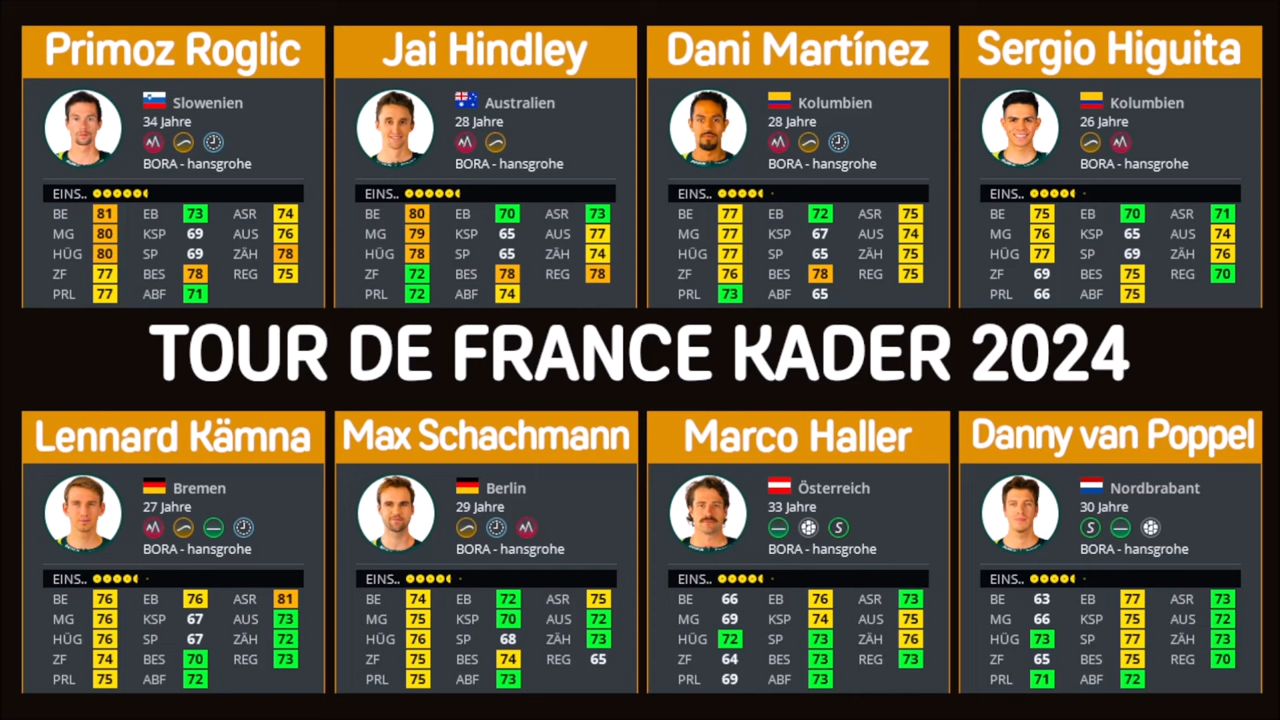 Primoz Roglic
Slowenien
34 Jahre
BORA - hansgrohe
EINS..
BE 81 EB 73 ASR 74
MG 80 KSP 69 AUS 76
HÜG 80 SP 69 ZÄH 78
ZF 77 BES 78 REG 75
PRL 77 ABF 71
Jai Hindley
Australien
28 Jahre
BORA - hansgrohe
EINS..
BE 80 EB 70 ASR 73
MG 79 KSP 65 AUS 77
HÜG 78 SP 65 ZÄH 74
ZF 72 BES 78 REG 78
PRL 72 ABF 74
Dani Martínez
Kolumbien
28 Jahre
BORA - hansgrohe
EINS..
BE 77 EB 72 ASR 75
MG 77 KSP 67 AUS 74
HÜG 77 SP 65 ZÄH 75
ZF 76 BES 78 REG 75
PRL 73 ABF 65
Sergio Higuita
Kolumbien
26 Jahre
BORA - hansgrohe
EINS..
BE 75 EB 70 ASR 71
MG 76 KSP 65 AUS 74
HÜG 77 SP 69 ZÄH 76
ZF 69 BES 75 REG 70
PRL 66 ABF 75
TOUR DE FRANCE KADER 2024
Lennard Kämna
Bremen
27 Jahre
BORA - hansgrohe
EINS..
BE 76 EB 76 ASR 81
MG 76 KSP 67 AUS 73
HÜG 76 SP 67 ZÄH 72
ZF 74 BES 70 REG 73
PRL 75 ABF 72
Max Schachmann
Berlin
29 Jahre
BORA - hansgrohe
EINS..
BE 74 EB 72 ASR 75
MG 75 KSP 70 AUS 72
HÜG 76 SP 68 ZÄH 73
ZF 75 BES 74 REG 65
PRL 75 ABF 73
Marco Haller
Österreich
33 Jahre
S
BORA - hansgrohe
EINS..
BE 66 EB 76 ASR 73
MG 69 KSP 74 AUS 75
HÜG 72 SP 73 ZÄH 76
ZF 64 BES 73 REG 73
PRL 69 ABF 73
Danny van Poppel
Nordbrabant
30 Jahre
S
BORA - hansgrohe
EINS..
BE 63 EB 77 ASR 73
MG 66 KSP 75 AUS 72
HÜG 73 SP 77 ZÄH 73
ZF 65 BES 75 REG 70
PRL 71 ABF 72